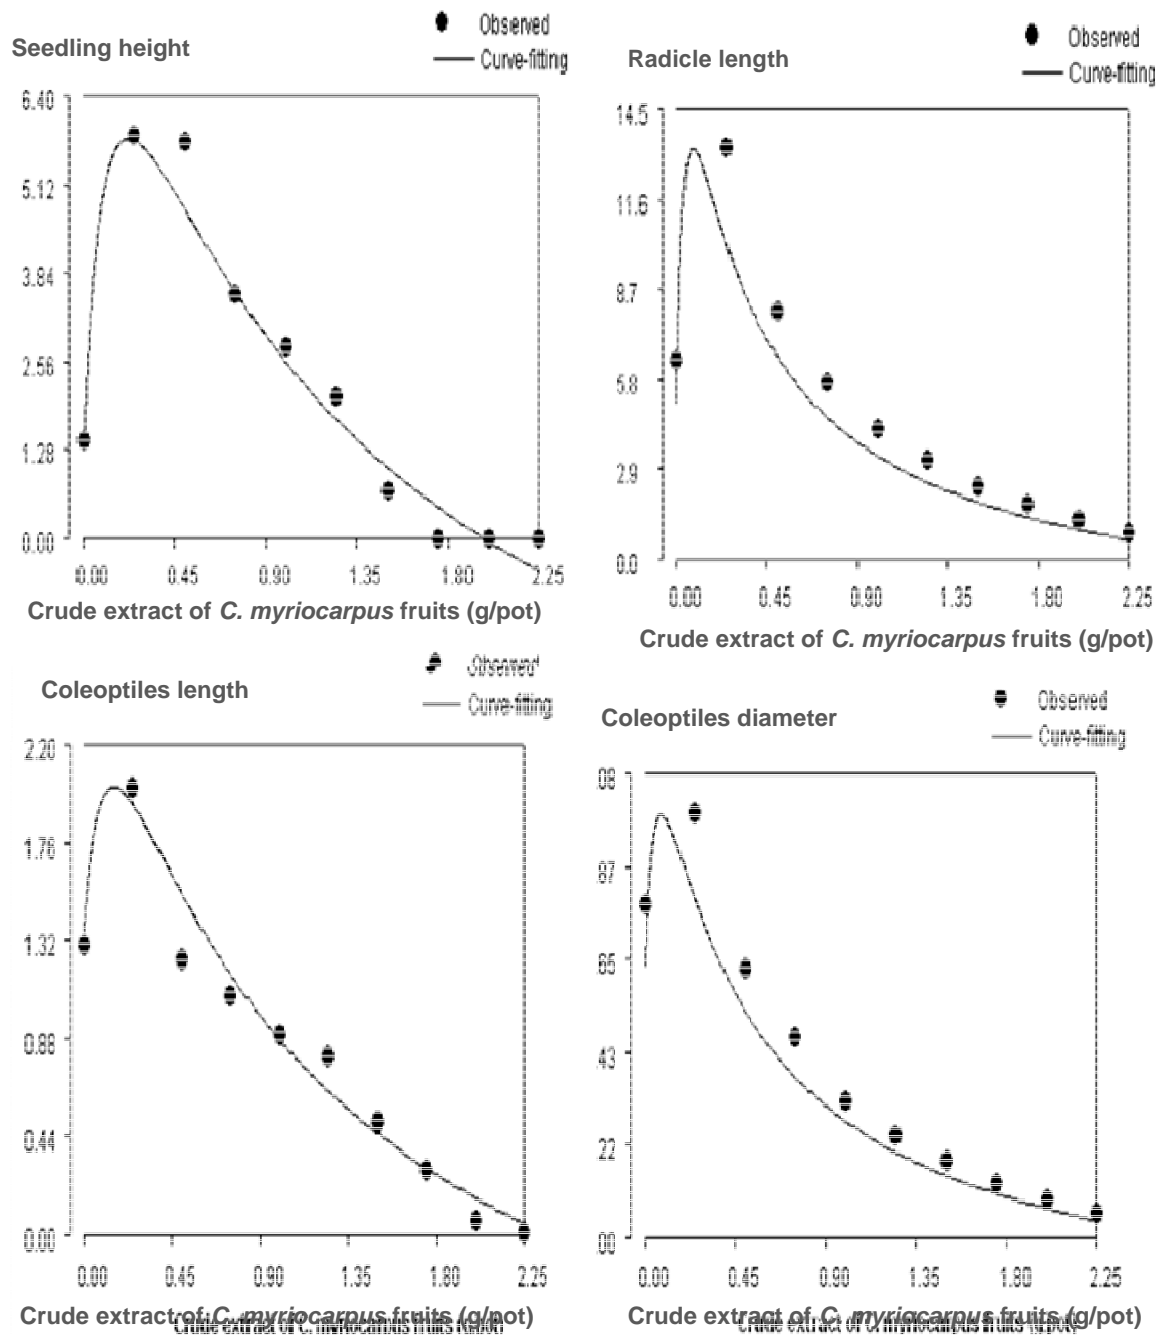 Seedling height
Observed
Curve-fitting
6.40
5.12
3.84
2.56
1.28
0.00
0.00 0.45 0.90 1.35 1.80 2.25
Crude extract of C. myriocarpus fruits (g/pot)
Radicle length
Observed
Curve-fitting
14.5
11.6
8.7
5.8
2.9
0.0
0.00 0.45 0.90 1.35 1.80 2.25
Crude extract of C. myriocarpus fruits (g/pot)
Coleoptiles length
Observed
Curve-fitting
2.20
1.76
1.32
0.88
0.44
0.00
0.00 0.45 0.90 1.35 1.80 2.25
Crude extract of C. myriocarpus fruits (g/pot)
Coleoptiles diameter
Observed
Curve-fitting
.08
.87
.65
.43
.22
.00
0.00 0.45 0.90 1.35 1.80 2.25
Crude extract of C. myriocarpus fruits (g/pot)